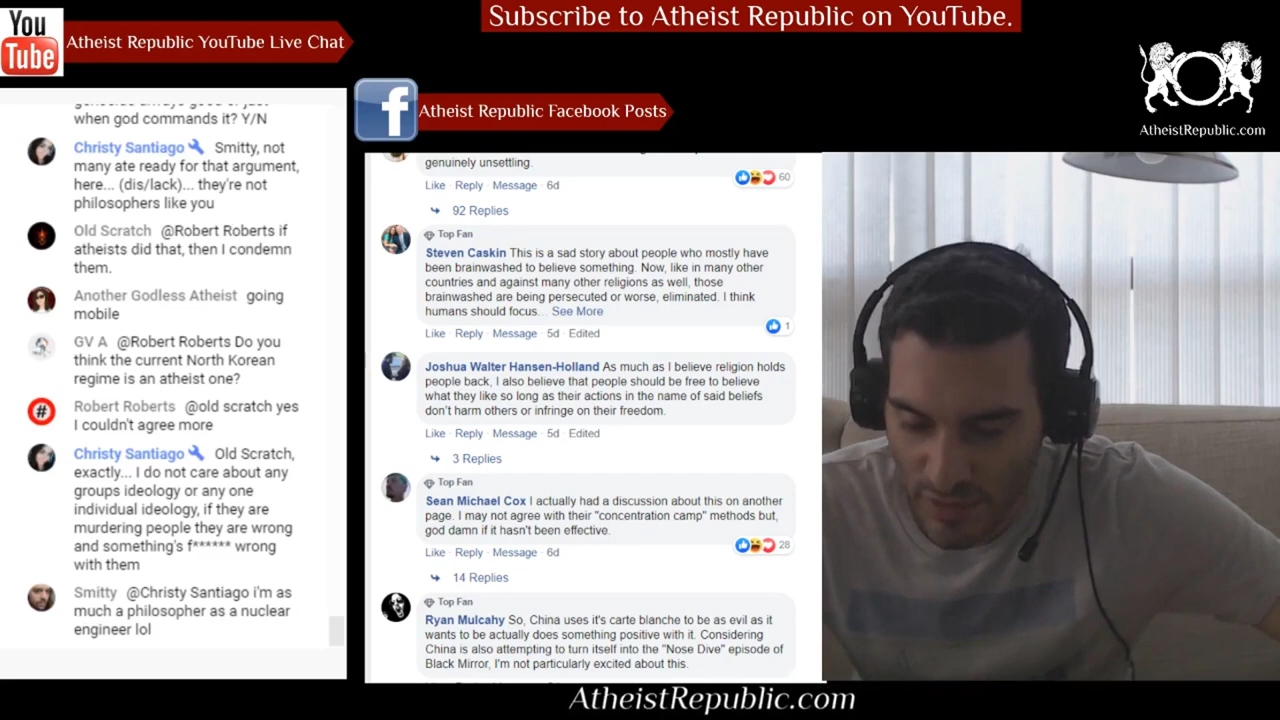 Subscribe to Atheist Republic on YouTube.
You
Tube
Atheist Republic YouTube Live Chat
when god commands it? Y/N
Christy Santiago Smitty, not
many ate ready for that argument,
here... (dis/lack)... they're not
philosophers like you
Old Scratch @Robert Roberts if
atheists did that, then I condemn
them.
Another Godless Atheist going
mobile
GV A @Robert Roberts Do you
think the current North Korean
regime is an atheist one?
# Robert Roberts @old scratch yes
I couldn't agree more
Christy Santiago Old Scratch,
exactly... I do not care about any
groups ideology or any one
individual ideology, if they are
murdering people they are wrong
and something's f****** wrong
with them
Smitty @Christy Santiago i'm as
much a philosopher as a nuclear
engineer lol
f
Atheist Republic Facebook Posts
genuinely unsettling.
60
Like · Reply · Message · 6d
92 Replies
Top Fan
Steven Caskin This is a sad story about people who mostly have
been brainwashed to believe something. Now, like in many other
countries and against many other religions as well, those
brainwashed are being persecuted or worse, eliminated. I think
humans should focus... See More
1
Like · Reply · Message · 5d · Edited
Joshua Walter Hansen-Holland As much as I believe religion holds
people back, I also believe that people should be free to believe
what they like so long as their actions in the name of said beliefs
don't harm others or infringe on their freedom.
Like · Reply · Message · 5d · Edited
3 Replies
Top Fan
Sean Michael Cox I actually had a discussion about this on another
page. I may not agree with their "concentration camp" methods but,
god damn if it hasn't been effective.
28
Like · Reply · Message · 6d
14 Replies
Top Fan
Ryan Mulcahy So, China uses it's carte blanche to be as evil as it
wants to be actually does something positive with it. Considering
China is also attempting to turn itself into the "Nose Dive" episode of
Black Mirror, I'm not particularly excited about this.
AtheistRepublic.com
AtheistRepublic.com